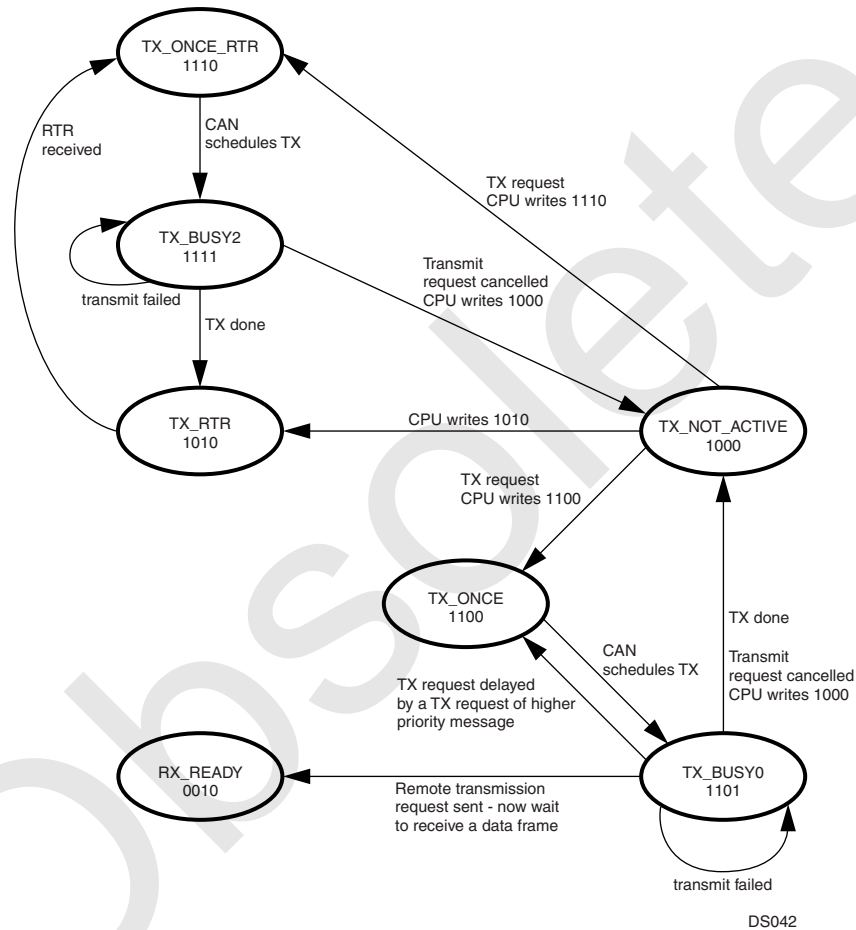 TX_ONCE_RTR
1110
RTR
received
CAN
schedules TX
TX request
CPU writes 1110
TX_BUSY2
1111
Transmit
request cancelled
CPU writes 1000
transmit failed
TX done
TX_RTR
1010
CPU writes 1010
TX_NOT_ACTIVE
1000
TX request
CPU writes 1100
TX_ONCE
1100
TX done
CAN
schedules TX
Transmit
request cancelled
CPU writes 1000
TX request delayed
by a TX request of higher
priority message
RX_READY
0010
TX_BUSY0
1101
Remote transmission
request sent - now wait
to receive a data frame
transmit failed
DS042
Obsolete